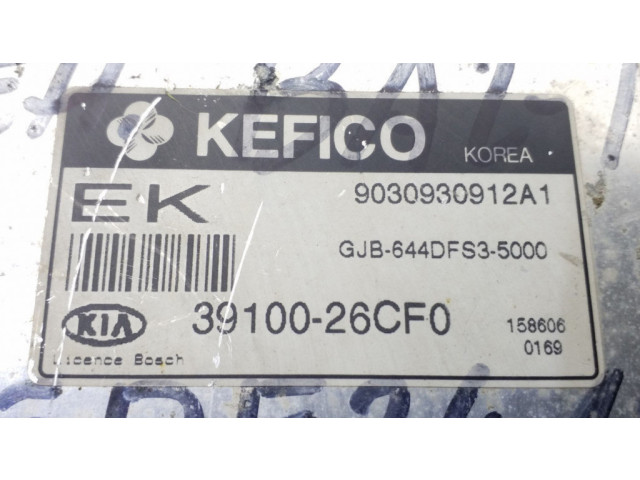 KEFICO KOREA
EK 9030930912A1
GJB-644DFS3-5000
KIA 39100-26CF0 158606
Licence Bosch 0169